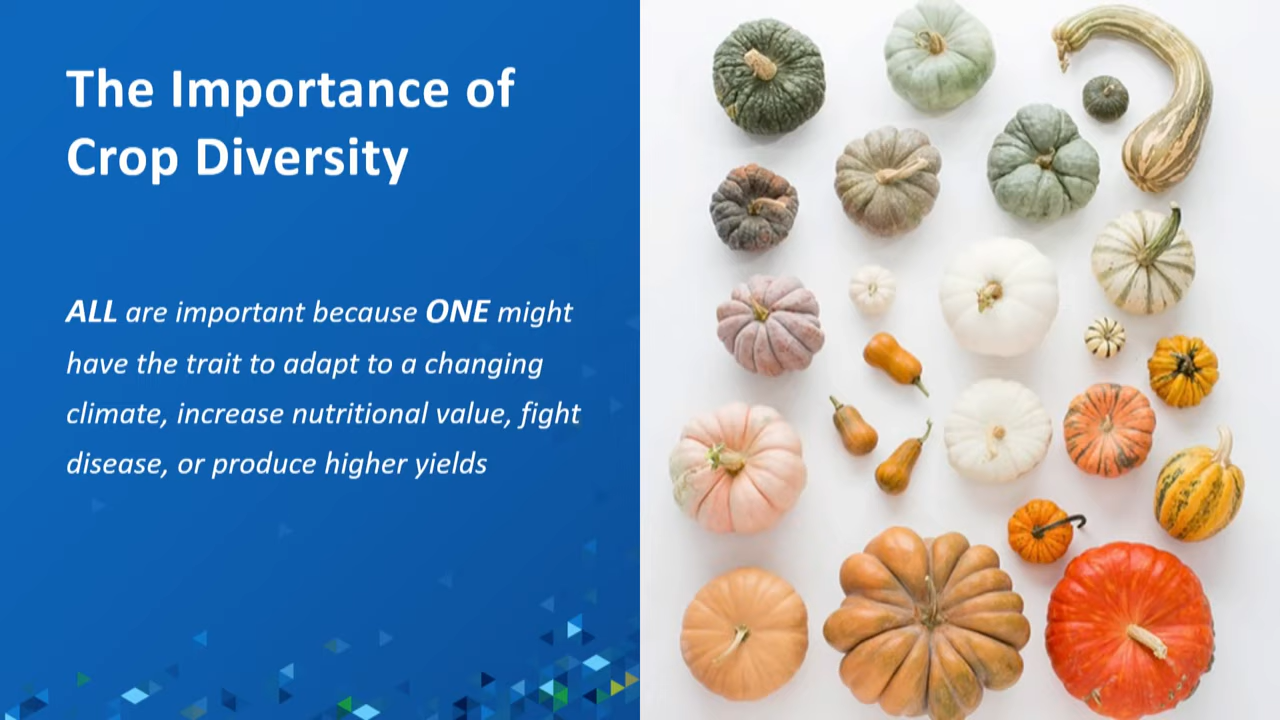 The Importance of
Crop Diversity
ALL are important because ONE might
have the trait to adapt to a changing
climate, increase nutritional value, fight
disease, or produce higher yields